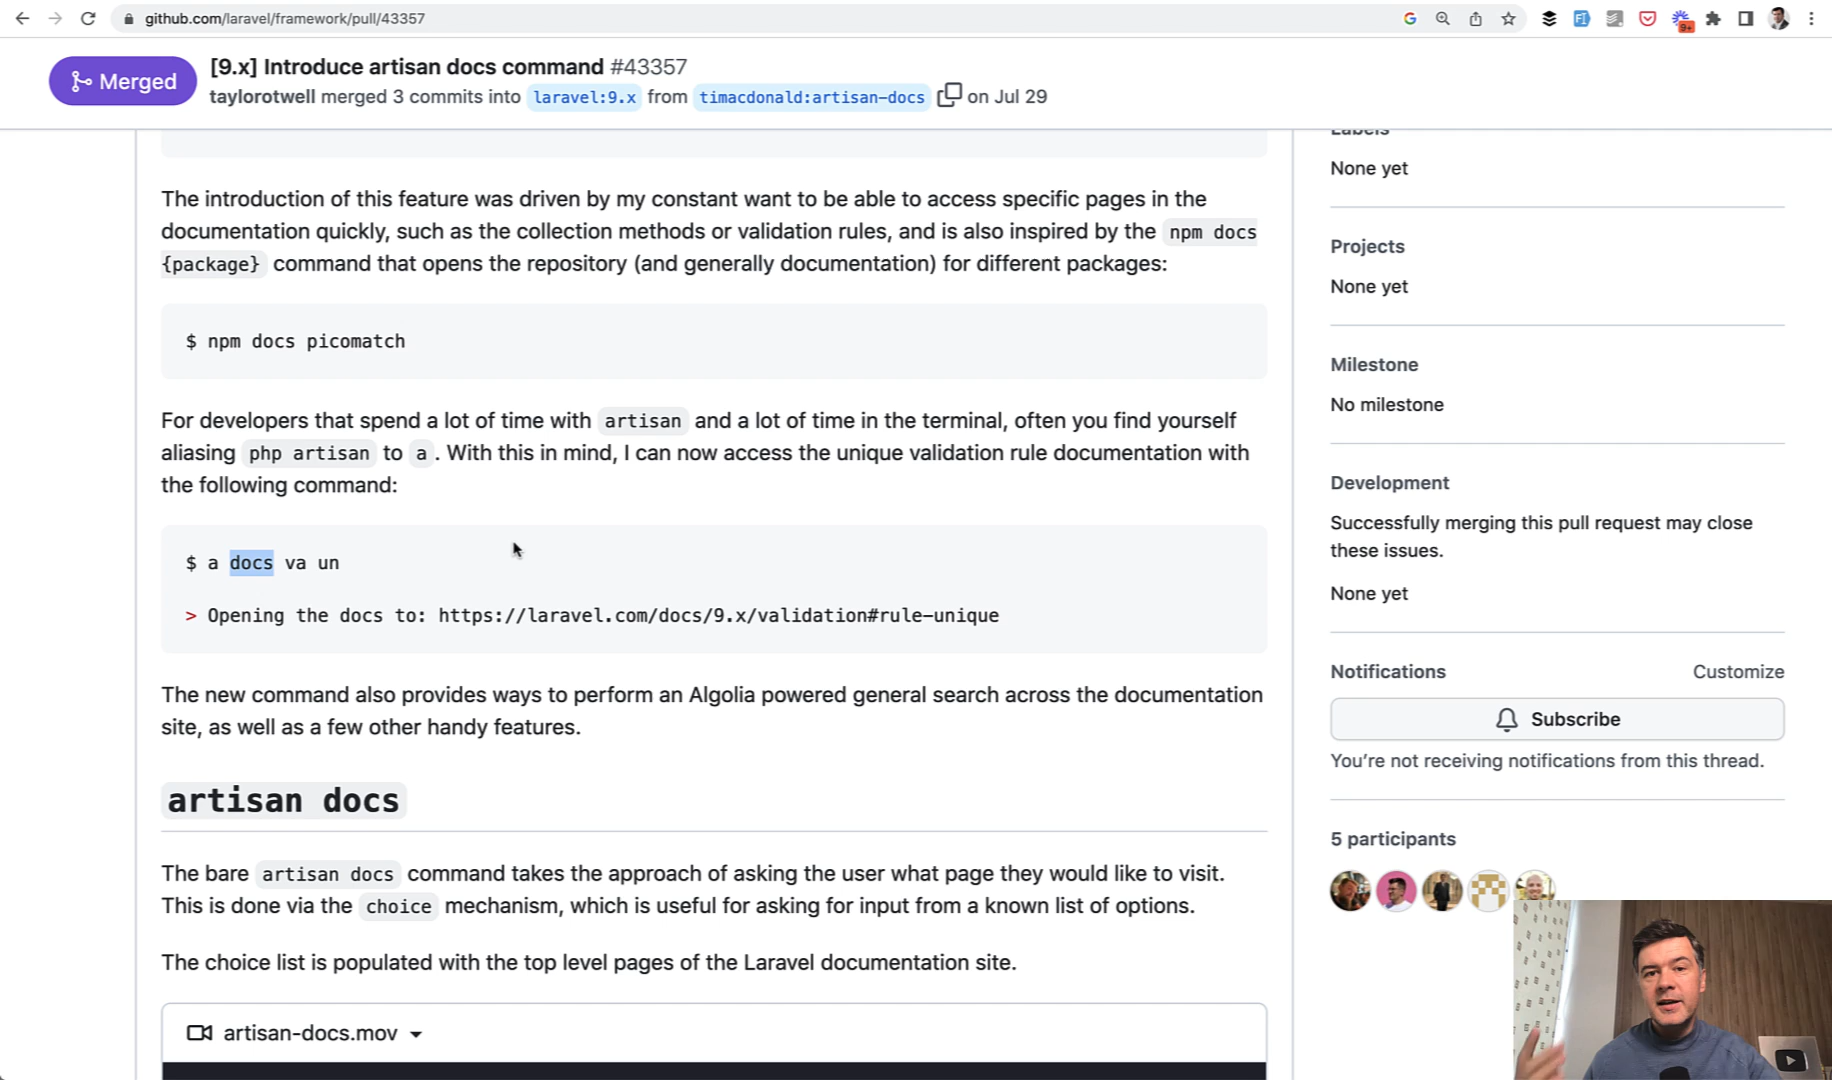 github.com/laravel/framework/pull/43357
9+
Merged
[9.x] Introduce artisan docs command #43357
taylorotwell merged 3 commits into laravel:9.x from timacdonald:artisan-docs on Jul 29
The introduction of this feature was driven by my constant want to be able to access specific pages in the
documentation quickly, such as the collection methods or validation rules, and is also inspired by the npm docs
{package} command that opens the repository (and generally documentation) for different packages:
$ npm docs picomatch
For developers that spend a lot of time with artisan and a lot of time in the terminal, often you find yourself
aliasing php artisan to a . With this in mind, I can now access the unique validation rule documentation with
the following command:
$ a docs va un
> Opening the docs to: https://laravel.com/docs/9.x/validation#rule-unique
The new command also provides ways to perform an Algolia powered general search across the documentation
site, as well as a few other handy features.
artisan docs
The bare artisan docs command takes the approach of asking the user what page they would like to visit.
This is done via the choice mechanism, which is useful for asking for input from a known list of options.
The choice list is populated with the top level pages of the Laravel documentation site.
artisan-docs.mov
Labels
None yet
Projects
None yet
Milestone
No milestone
Development
Successfully merging this pull request may close
these issues.
None yet
Notifications Customize
Subscribe
You're not receiving notifications from this thread.
5 participants